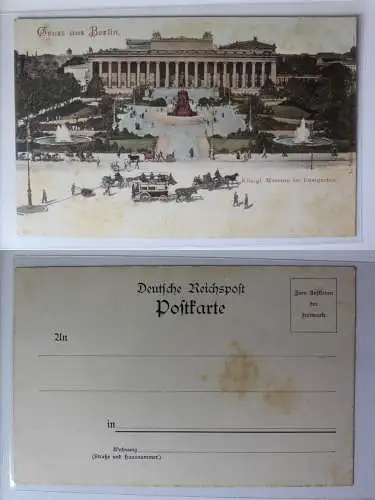 Gruss aus Berlin.
Königl. Museum im Lustgarten.
Deutsche Reichspost
Postkarte
Zum Aufkleben
der
Freimarke.
An
in
Wohnung
(Straße und Hausnummer.)